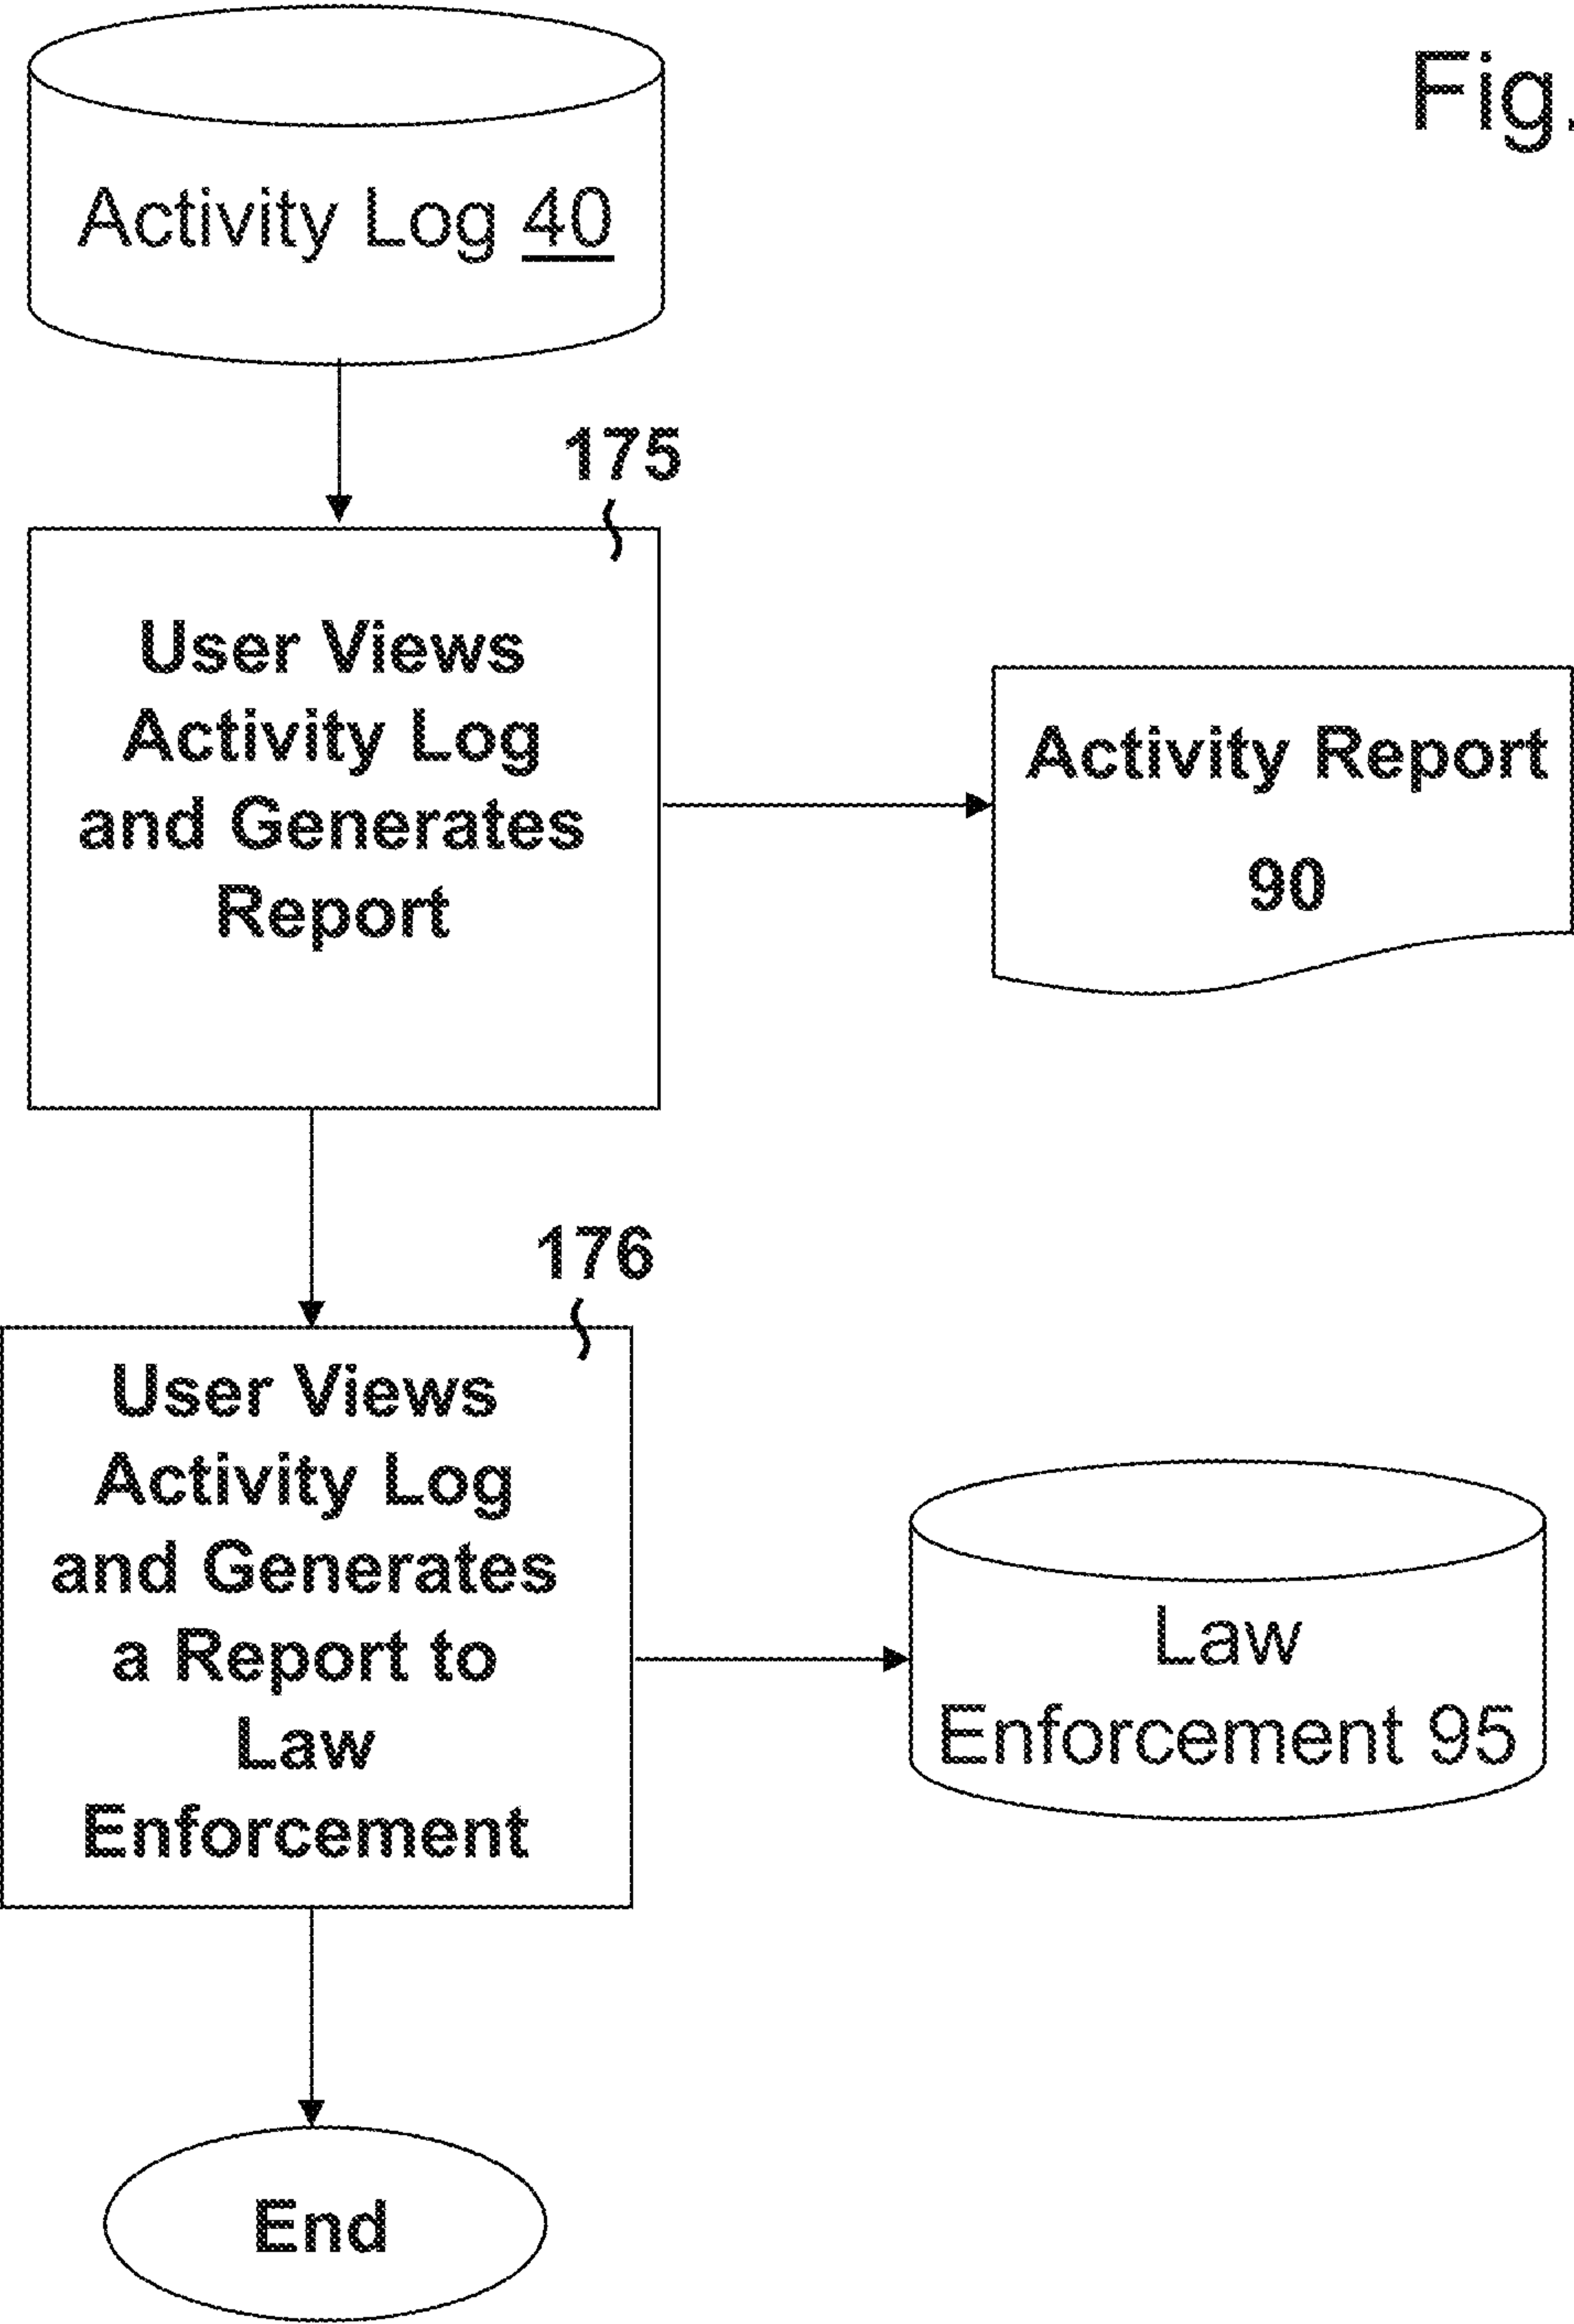 Fig.
Activity Log 40
175
User Views
Activity Log
and Generates
Report
Activity Report
90
176
User Views
Activity Log
and Generates
a Report to
Law
Enforcement
Law
Enforcement 95
End